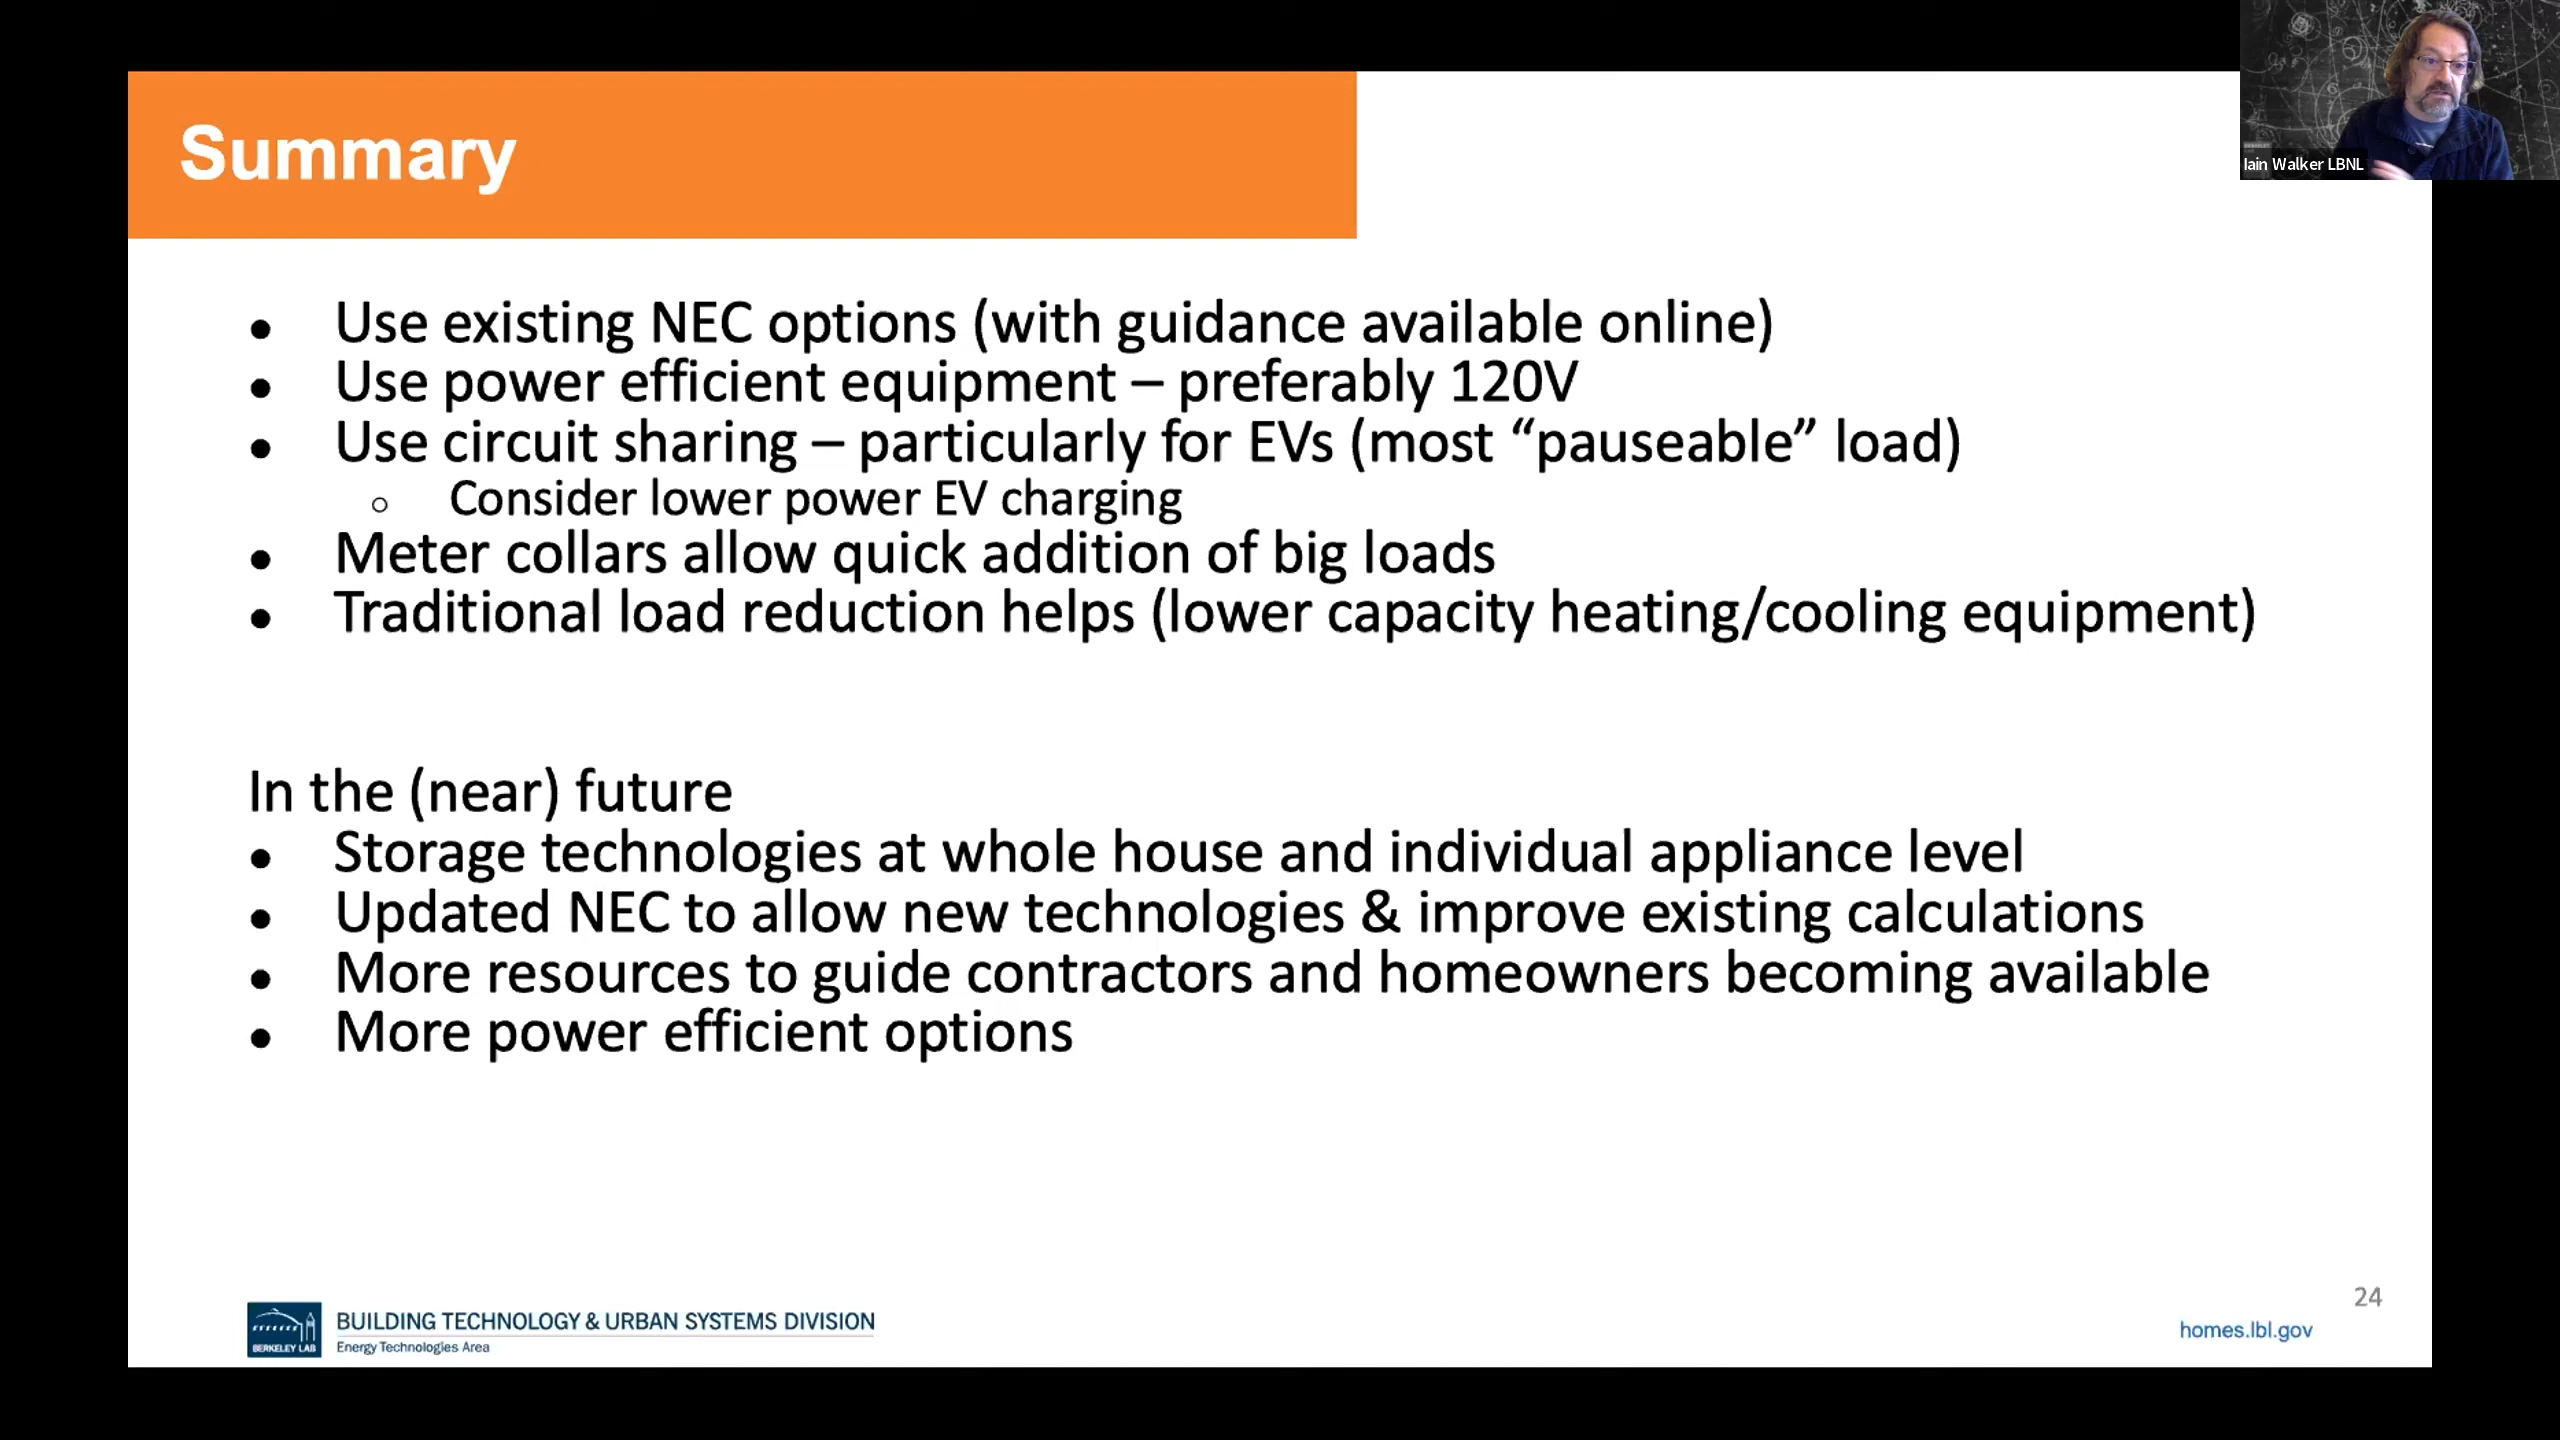 Summary
Iain Walker LBNL
● Use existing NEC options (with guidance available online)
● Use power efficient equipment – preferably 120V
● Use circuit sharing – particularly for EVs (most “pauseable” load)
○ Consider lower power EV charging
● Meter collars allow quick addition of big loads
● Traditional load reduction helps (lower capacity heating/cooling equipment)
In the (near) future
● Storage technologies at whole house and individual appliance level
● Updated NEC to allow new technologies & improve existing calculations
● More resources to guide contractors and homeowners becoming available
● More power efficient options
BERKELEY LAB
BUILDING TECHNOLOGY & URBAN SYSTEMS DIVISION
Energy Technologies Area
24
homes.lbl.gov